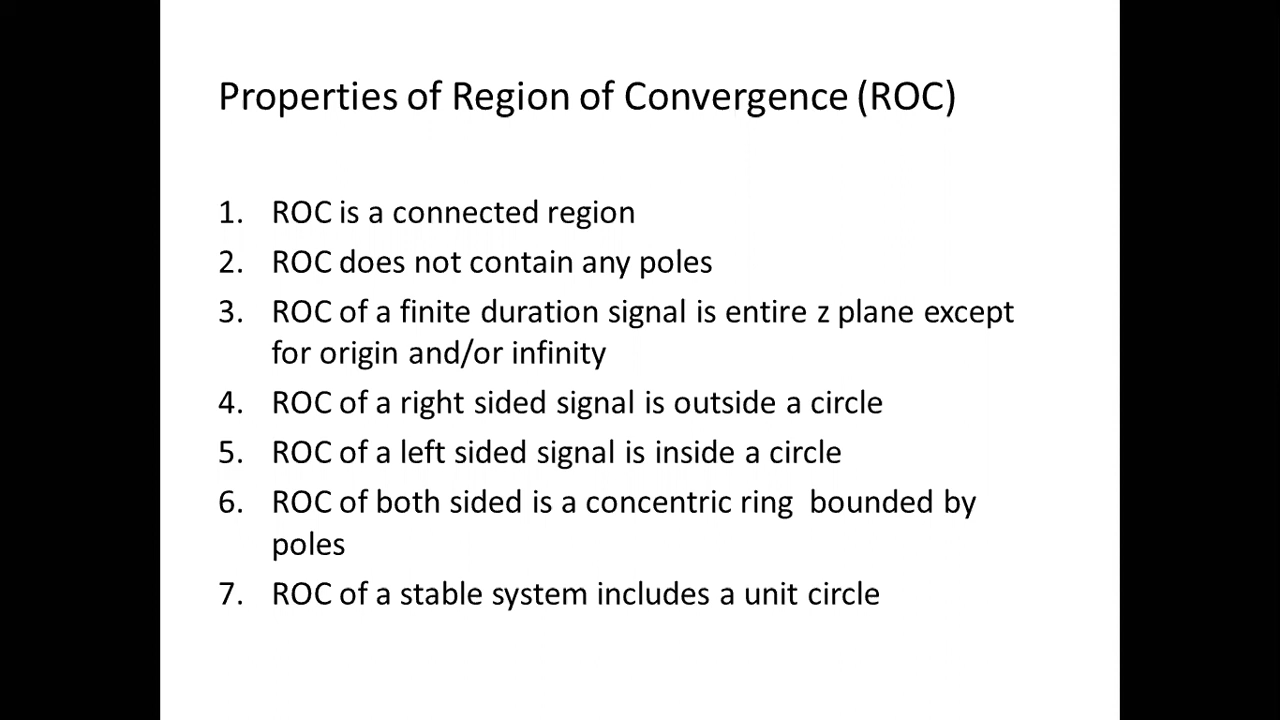 Properties of Region of Convergence (ROC)
1. ROC is a connected region
2. ROC does not contain any poles
3. ROC of a finite duration signal is entire z plane except
for origin and/or infinity
4. ROC of a right sided signal is outside a circle
5. ROC of a left sided signal is inside a circle
6. ROC of both sided is a concentric ring  bounded by
poles
7. ROC of a stable system includes a unit circle